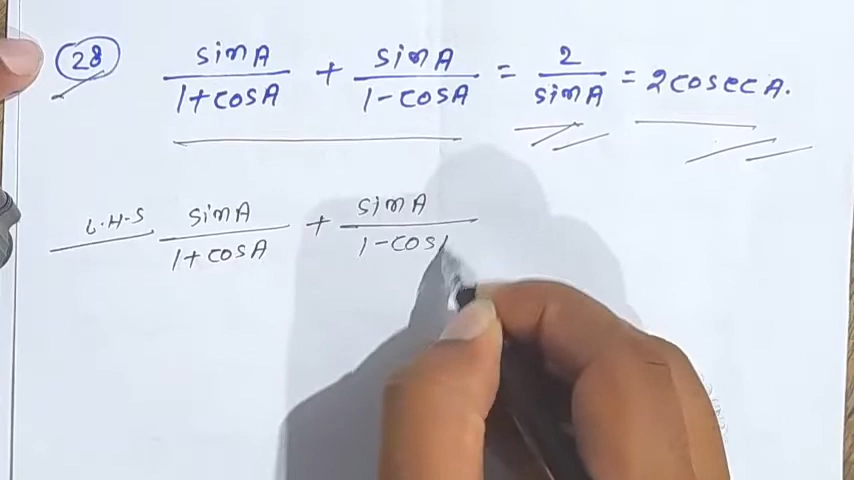 28 sinA/1+cosA + sinA/1-cosA = 2/sinA = 2cosecA.
L.H.S sinA/1+cosA + sinA/1-cos